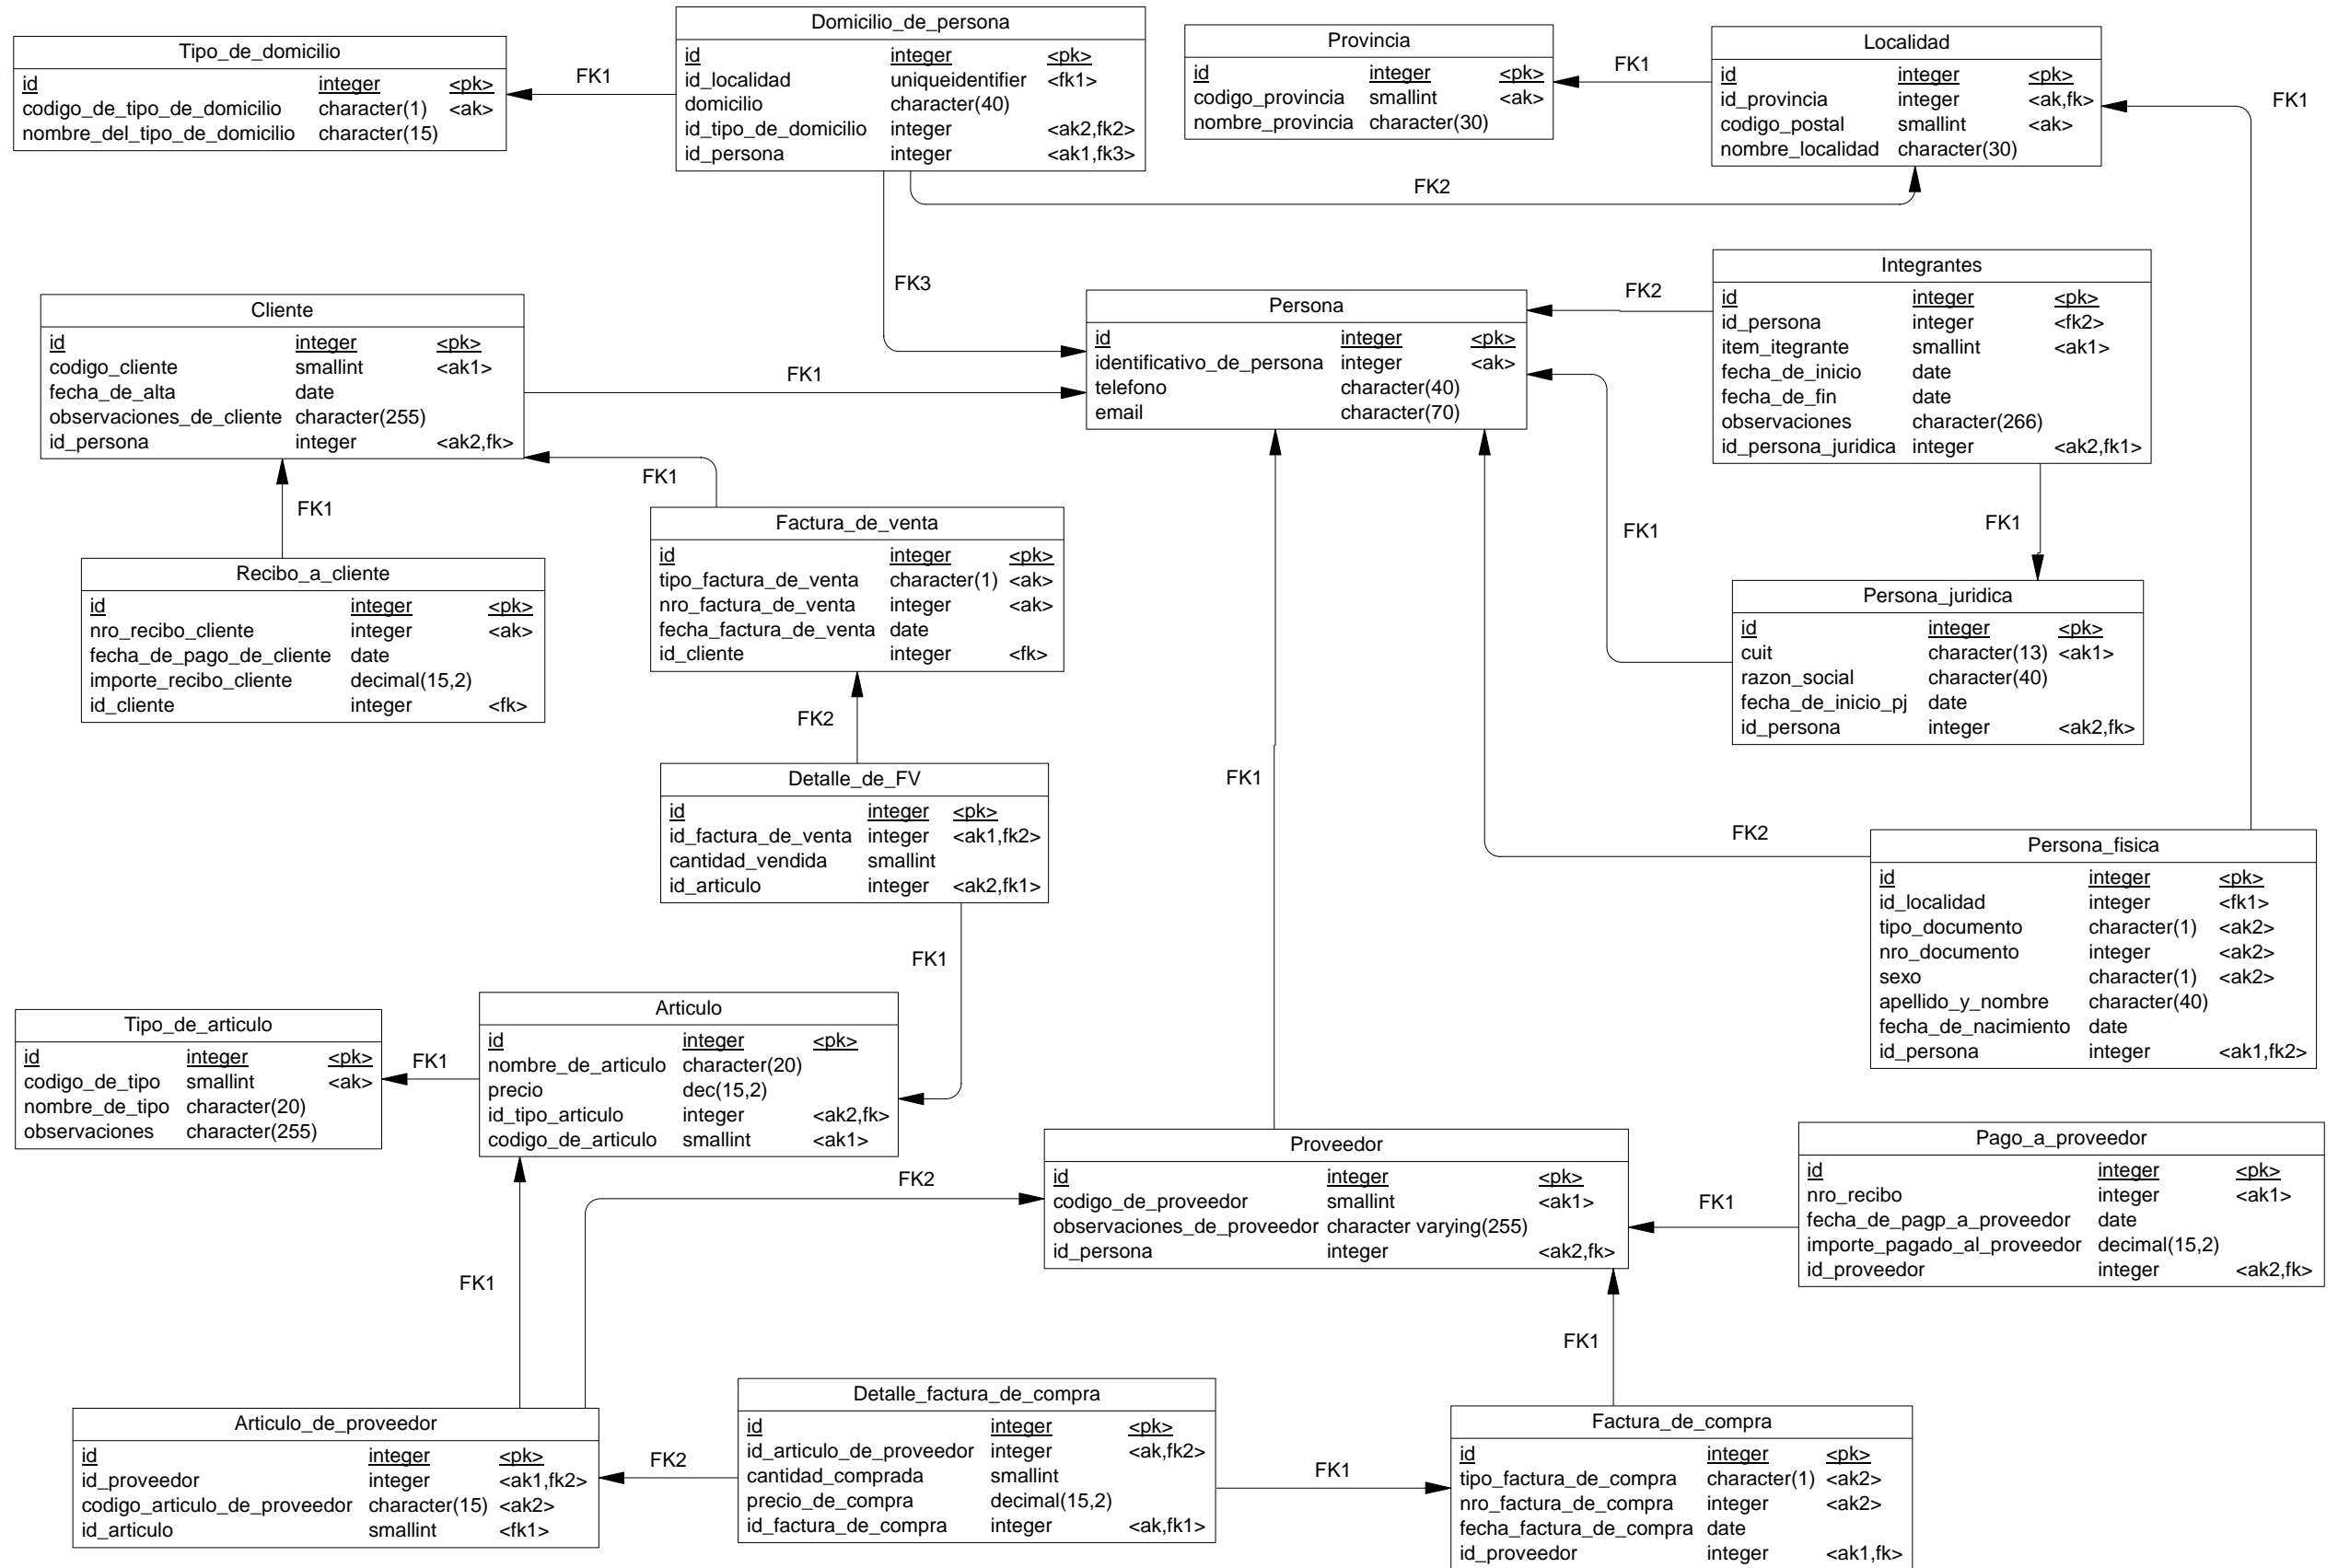 Tipo_de_domicilio
id integer <pk>
codigo_de_tipo_de_domicilio character(1) <ak>
nombre_del_tipo_de_domicilio character(15)
FK1
Domicilio_de_persona
id integer <pk>
id_localidad uniqueidentifier <fk1>
domicilio character(40)
id_tipo_de_domicilio integer <ak2,fk2>
id_persona integer <ak1,fk3>
Provincia
id integer <pk>
codigo_provincia smallint <ak>
nombre_provincia character(30)
FK1
Localidad
id integer <pk>
id_provincia integer <ak,fk>
codigo_postal smallint <ak>
nombre_localidad character(30)
FK1
FK2
FK3
Cliente
id integer <pk>
codigo_cliente smallint <ak1>
fecha_de_alta date
observaciones_de_cliente character(255)
id_persona integer <ak2,fk>
FK1
Persona
id integer <pk>
identificativo_de_persona integer <ak>
telefono character(40)
email character(70)
FK2
Integrantes
id integer <pk>
id_persona integer <fk2>
item_itegrante smallint <ak1>
fecha_de_inicio date
fecha_de_fin date
observaciones character(266)
id_persona_juridica integer <ak2,fk1>
FK1
FK1
FK1
FK1
Recibo_a_cliente
id integer <pk>
nro_recibo_cliente integer <ak>
fecha_de_pago_de_cliente date
importe_recibo_cliente decimal(15,2)
id_cliente integer <fk>
Factura_de_venta
id integer <pk>
tipo_factura_de_venta character(1) <ak>
nro_factura_de_venta integer <ak>
fecha_factura_de_venta date
id_cliente integer <fk>
Persona_juridica
id integer <pk>
cuit character(13) <ak1>
razon_social character(40)
fecha_de_inicio_pj date
id_persona integer <ak2,fk>
FK2
Detalle_de_FV
id integer <pk>
id_factura_de_venta integer <ak1,fk2>
cantidad_vendida smallint
id_articulo integer <ak2,fk1>
FK1
FK2
Persona_fisica
id integer <pk>
id_localidad integer <fk1>
tipo_documento character(1) <ak2>
nro_documento integer <ak2>
sexo character(1) <ak2>
apellido_y_nombre character(40)
fecha_de_nacimiento date
id_persona integer <ak1,fk2>
FK1
Tipo_de_articulo
id integer <pk>
codigo_de_tipo smallint <ak>
nombre_de_tipo character(20)
observaciones character(255)
FK1
Articulo
id integer <pk>
nombre_de_articulo character(20)
precio dec(15,2)
id_tipo_articulo integer <ak2,fk>
codigo_de_articulo smallint <ak1>
FK2
Proveedor
id integer <pk>
codigo_de_proveedor smallint <ak1>
observaciones_de_proveedor character varying(255)
id_persona integer <ak2,fk>
FK1
Pago_a_proveedor
id integer <pk>
nro_recibo integer <ak1>
fecha_de_pagp_a_proveedor date
importe_pagado_al_proveedor decimal(15,2)
id_proveedor integer <ak2,fk>
FK1
FK1
Articulo_de_proveedor
id integer <pk>
id_proveedor integer <ak1,fk2>
codigo_articulo_de_proveedor character(15) <ak2>
id_articulo smallint <fk1>
FK2
Detalle_factura_de_compra
id integer <pk>
id_articulo_de_proveedor integer <ak,fk2>
cantidad_comprada smallint
precio_de_compra decimal(15,2)
id_factura_de_compra integer <ak,fk1>
FK1
Factura_de_compra
id integer <pk>
tipo_factura_de_compra character(1) <ak2>
nro_factura_de_compra integer <ak2>
fecha_factura_de_compra date
id_proveedor integer <ak1,fk>